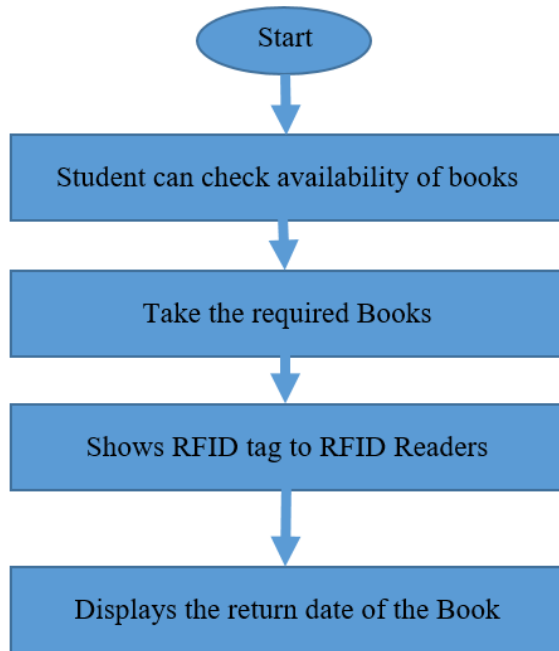 Start
Student can check availability of books
Take the required Books
Shows RFID tag to RFID Readers
Displays the return date of the Book